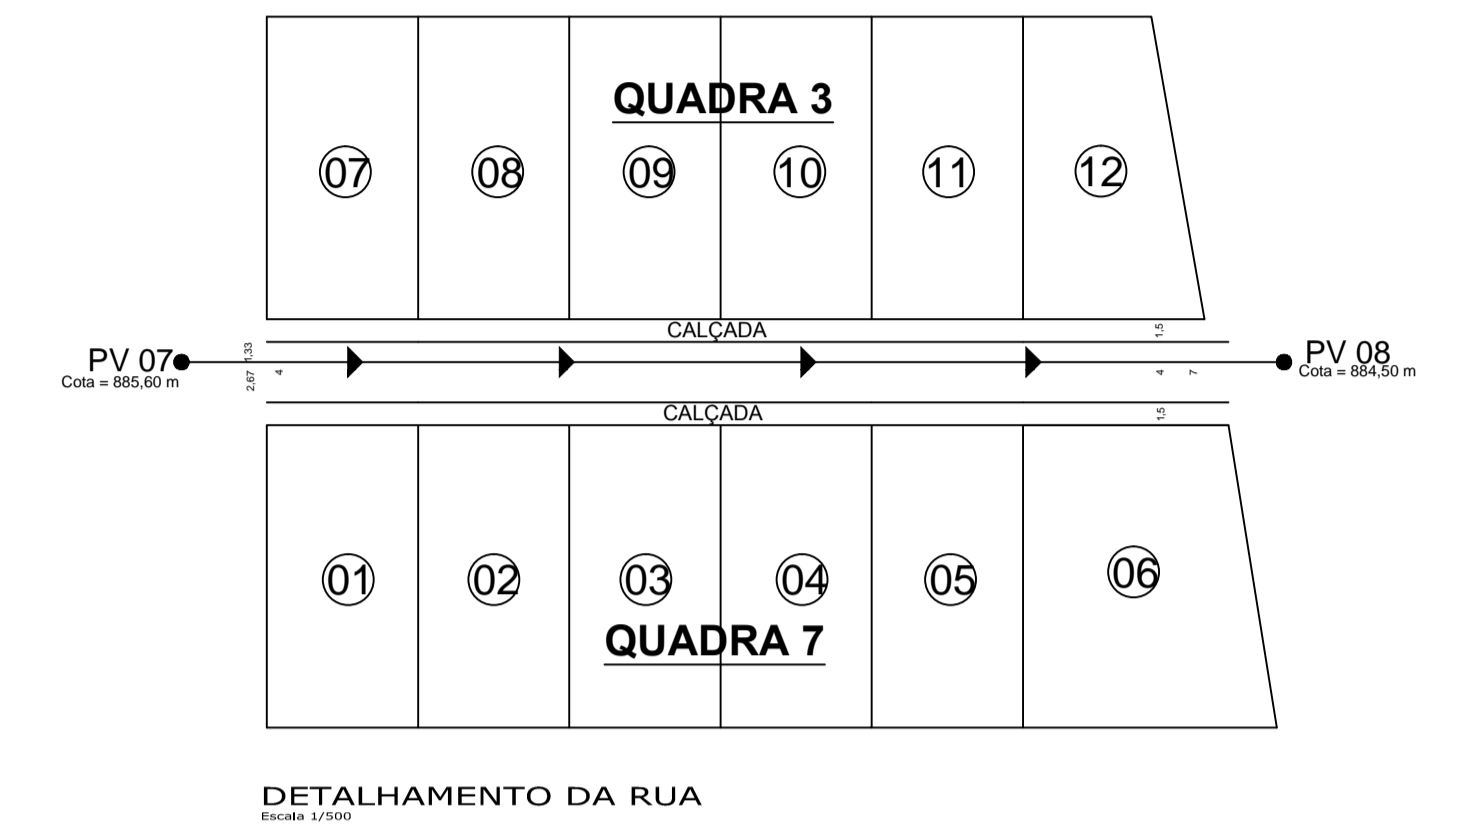 QUADRA 3
07
08
09
10
11
12
CALÇADA
1,5
PV 07
Cota = 885,60 m
1,33
2,67
4
4
7
PV 08
Cota = 884,50 m
CALÇADA
1,5
01
02
03
04
05
06
QUADRA 7
DETALHAMENTO DA RUA
Escala 1/500